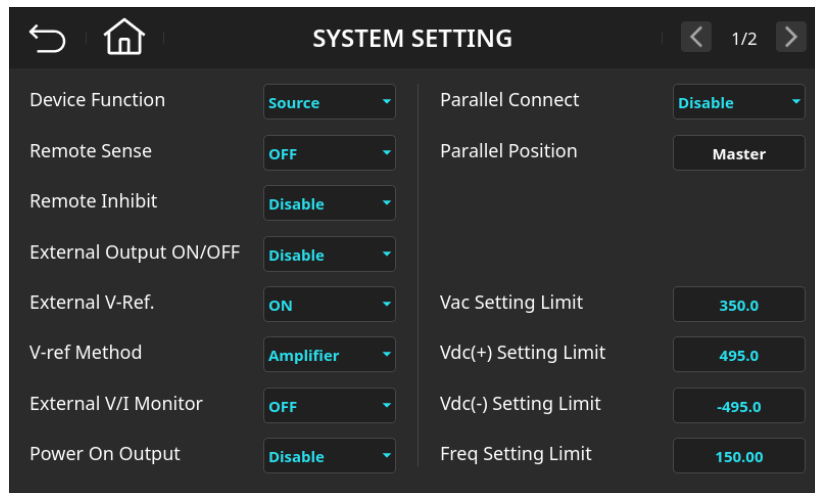 SYSTEM SETTING
1/2
Device Function Source
Remote Sense OFF
Remote Inhibit Disable
External Output ON/OFF Disable
External V-Ref. ON
V-ref Method Amplifier
External V/I Monitor OFF
Power On Output Disable
Parallel Connect Disable
Parallel Position Master
Vac Setting Limit 350.0
Vdc(+) Setting Limit 495.0
Vdc(-) Setting Limit -495.0
Freq Setting Limit 150.00